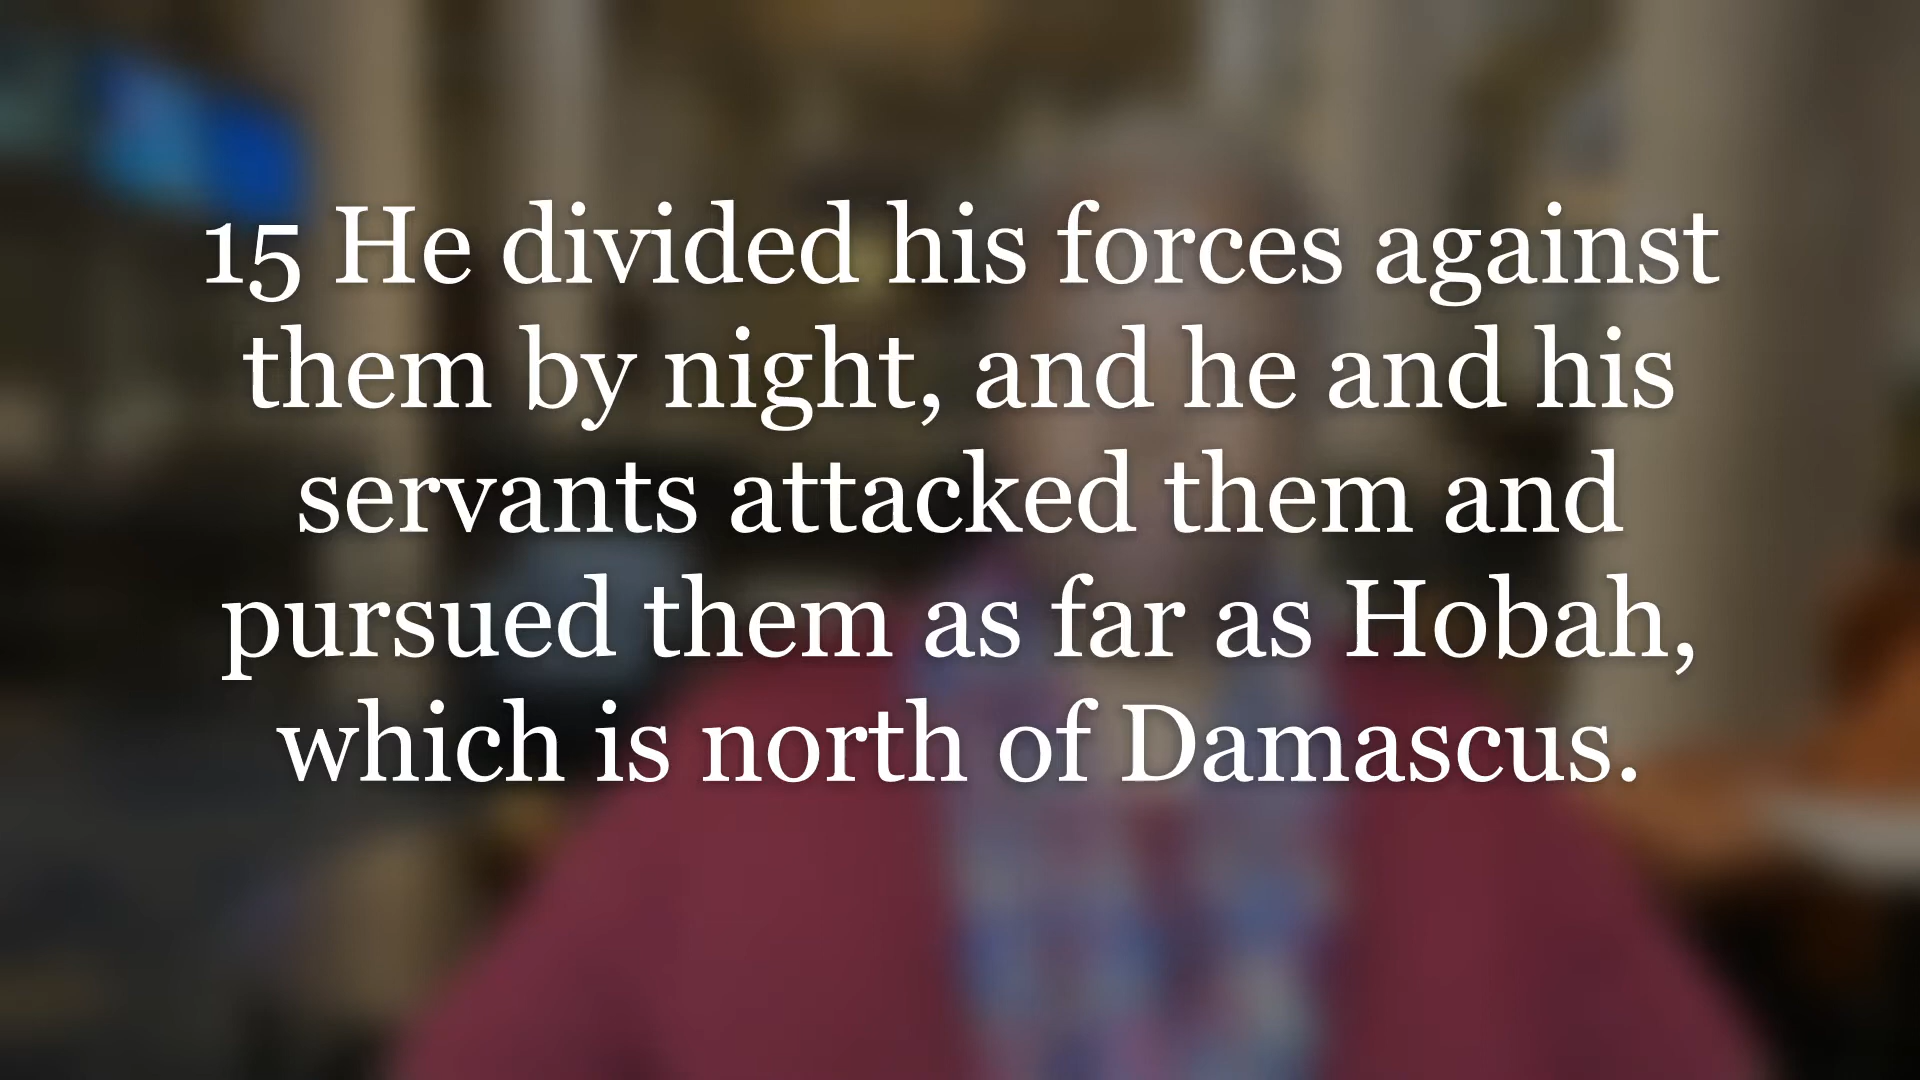 15 He divided his forces against
them by night, and he and his
servants attacked them and
pursued them as far as Hobah,
which is north of Damascus.